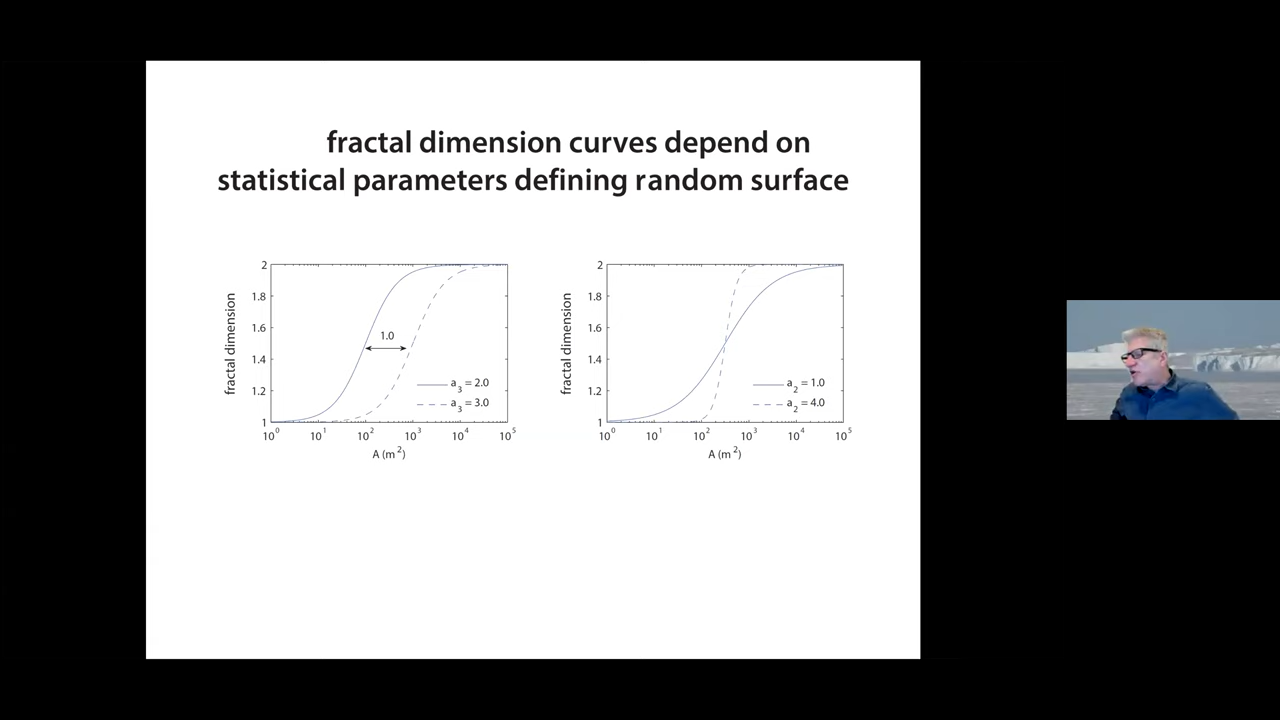 fractal dimension curves depend on
statistical parameters defining random surface
fractal dimension
2
1.8
1.6
1.4
1.2
1
1.0
a3 = 2.0
a3 = 3.0
10^0 10^1 10^2 10^3 10^4 10^5
A (m^2)
fractal dimension
2
1.8
1.6
1.4
1.2
1
a2 = 1.0
a2 = 4.0
10^0 10^1 10^2 10^3 10^4 10^5
A (m^2)